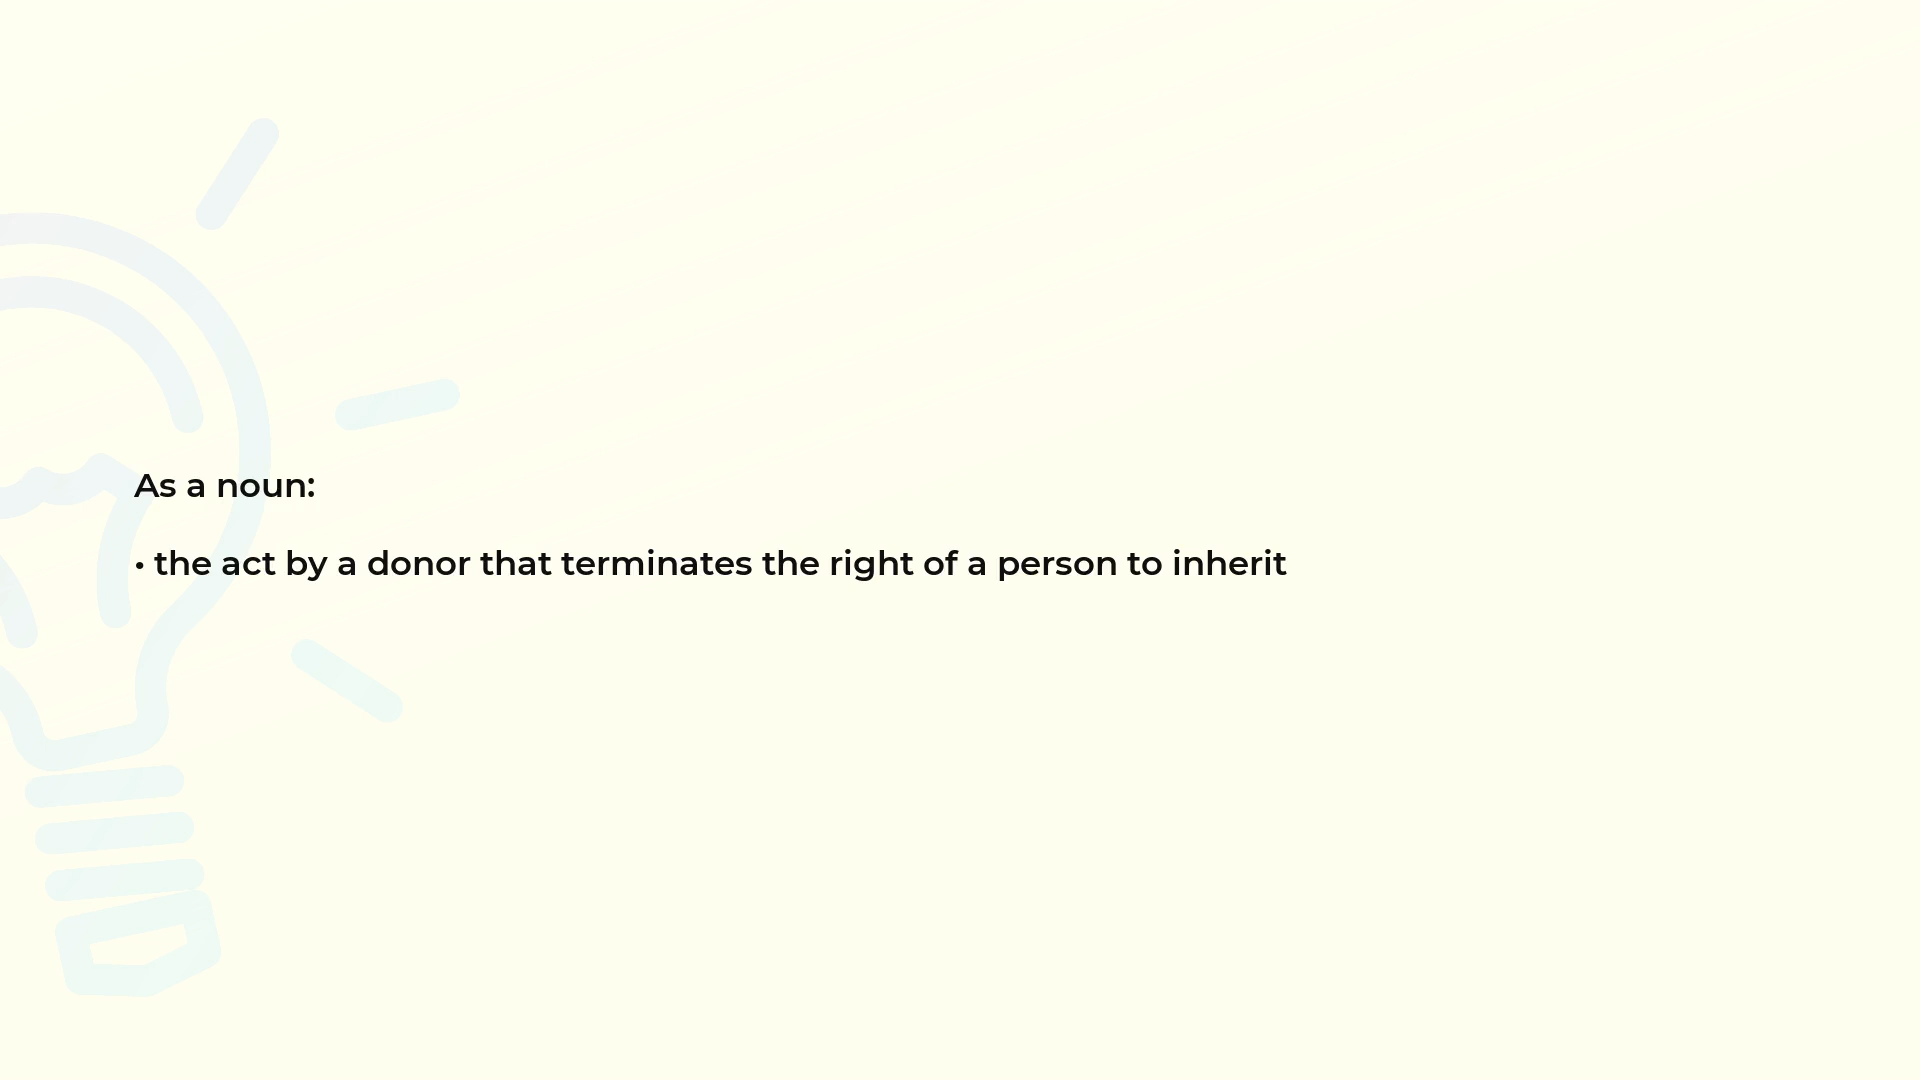 As a noun:
• the act by a donor that terminates the right of a person to inherit